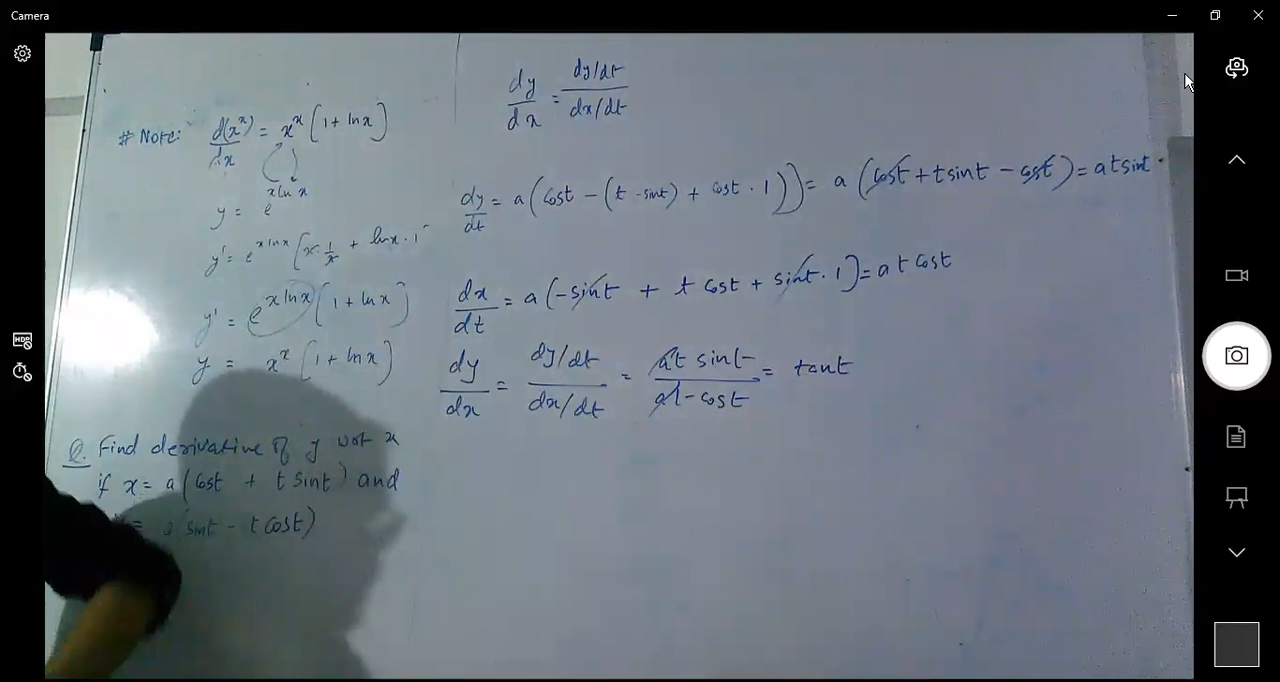 Camera
# Note: d(x^x)/dx = x^x [1 + ln x]
x ln x
y = e
y' = e^{x ln x} [x · 1/x + ln x · 1
y' = e^{x ln x} [1 + ln x]
y = x^x [1 + ln x]
Q. Find derivative of y wrt x
if x = a(cost + t sint) and
= a(sint - t cost)
dy/dx = (dy/dt)/(dx/dt)
dy/dt = a(cost - (t · -sint) + cost · 1)) = a(cost + t sint - cost) = a t sint
dx/dt = a(-sint + t cost + sint · 1) = a t cost
dy/dx = (dy/dt)/(dx/dt) = at sint/at cost = tant